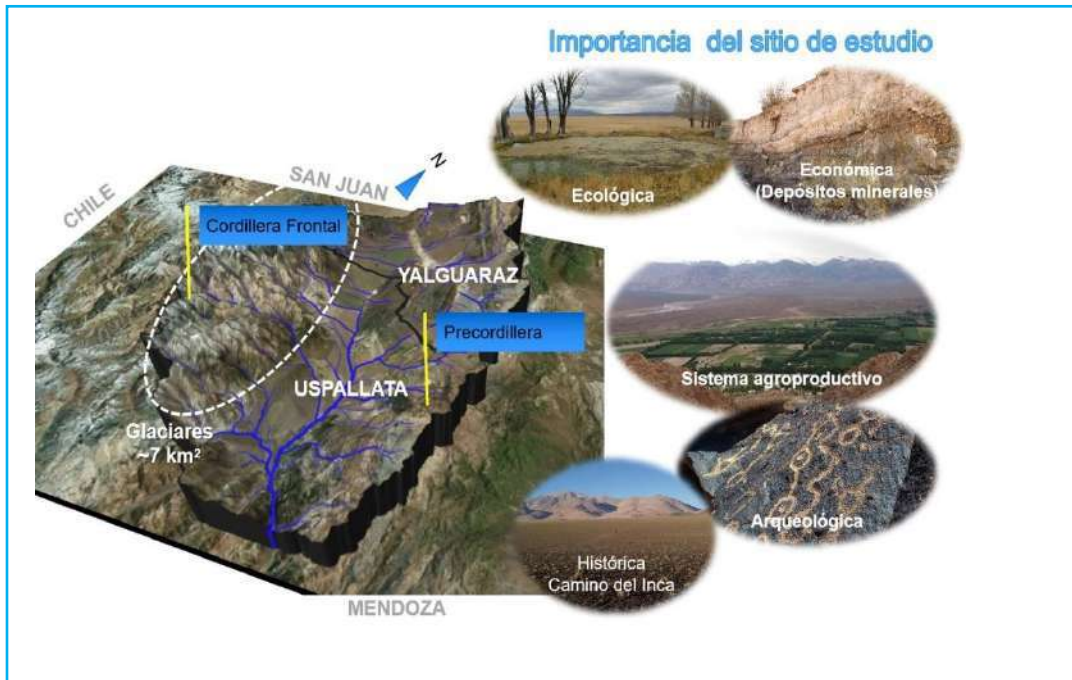 Importancia del sitio de estudio
Ecológica
Económica
(Depósitos minerales)
Sistema agroproductivo
Arqueológica
Histórica
Camino del Inca
CHILE
SAN JUAN
N
Cordillera Frontal
YALGUARAZ
Precordillera
USPALLATA
Glaciares
~7 km²
MENDOZA